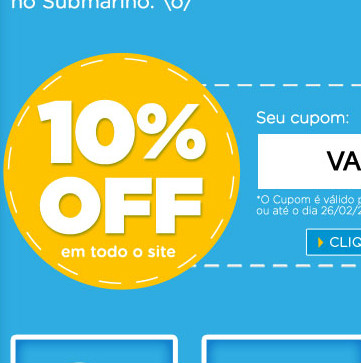 no Submarino. \o/
10%
OFF
em todo o site
Seu cupom:
VA
*O Cupom é válido
ou até o dia 26/02/
CLIQ